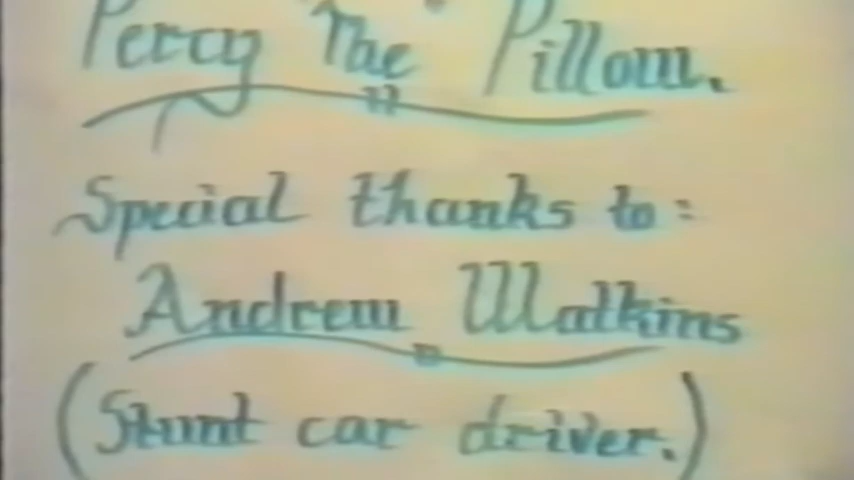 Percy The Pillow.
Special thanks to:
Andrew Watkins
(Stunt car driver.)